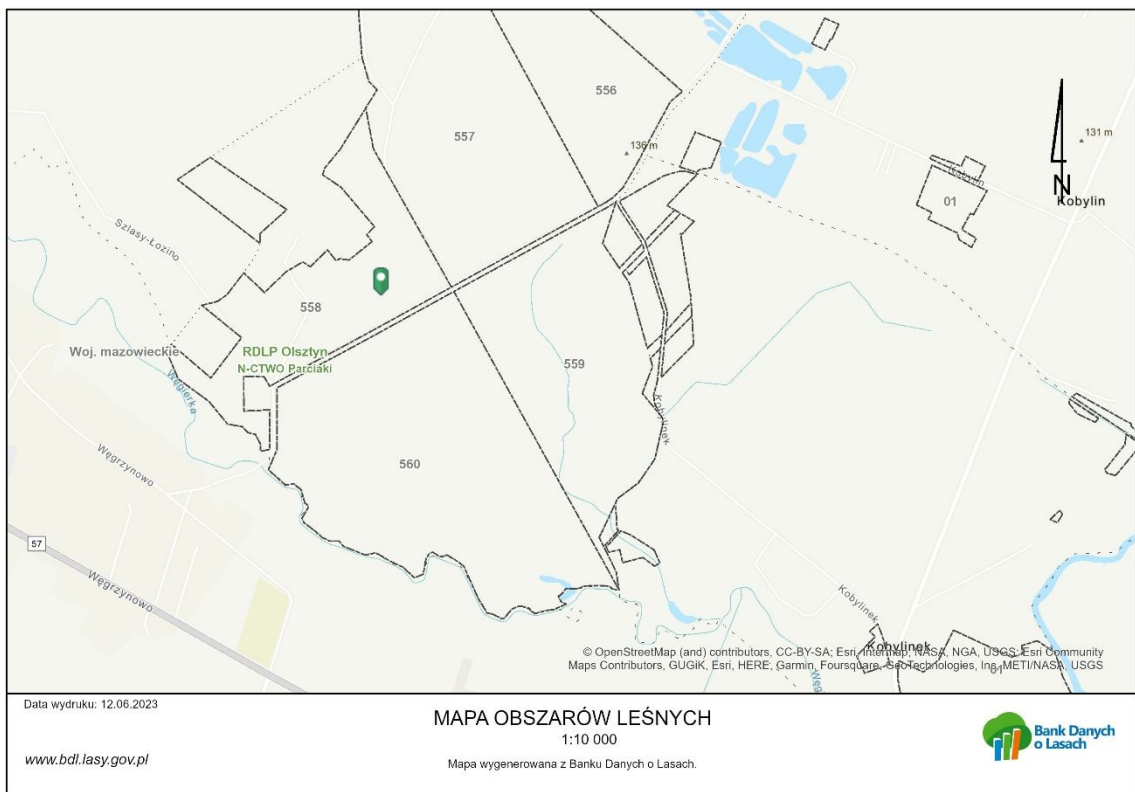 556
557
136 m
131 m
Kobylin
01
Kobylin
Szlasy-Łozino
558
Woj. mazowieckie
RDLP Olsztyn
N-CTWO Parciaki
559
Węgierka
Kobylinek
560
Węgrzynowo
57
Węgrzynowo
Kobylinek
Kobylinek
01
Węg
N
© OpenStreetMap (and) contributors, CC-BY-SA; Esri, Intermap, NASA, NGA, USGS; Esri Community
Maps Contributors, GUGiK, Esri, HERE, Garmin, Foursquare, GeoTechnologies, Inc, METI/NASA, USGS
Data wydruku: 12.06.2023
MAPA OBSZARÓW LEŚNYCH
1:10 000
www.bdl.lasy.gov.pl
Mapa wygenerowana z Banku Danych o Lasach.
Bank Danych
o Lasach